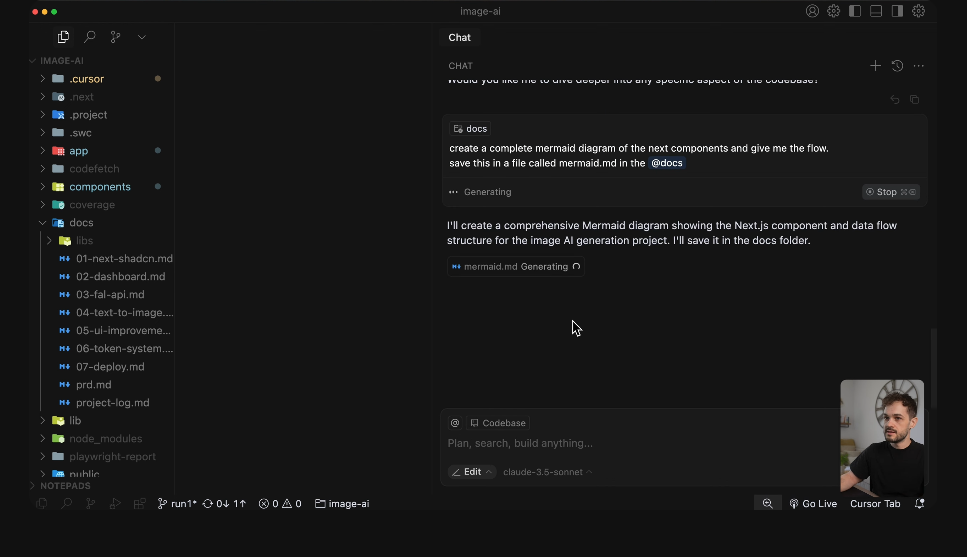 image-ai
IMAGE-AI
.cursor
.next
.project
.swc
app
codefetch
components
coverage
docs
libs
01-next-shadcn.md
02-dashboard.md
03-fal-api.md
04-text-to-image....
05-ui-improveme...
06-token-system....
07-deploy.md
prd.md
project-log.md
lib
node_modules
playwright-report
public
NOTEPADS
Chat
CHAT
Would you like me to dive deeper into any specific aspect of the codebase?
docs
create a complete mermaid diagram of the next components and give me the flow.
save this in a file called mermaid.md in the @docs
Generating
Stop
I'll create a comprehensive Mermaid diagram showing the Next.js component and data flow
structure for the image AI generation project. I'll save it in the docs folder.
mermaid.md Generating
@ Codebase
Plan, search, build anything...
Edit claude-3.5-sonnet
run1* 0↓ 1↑ 0 0 image-ai Go Live Cursor Tab